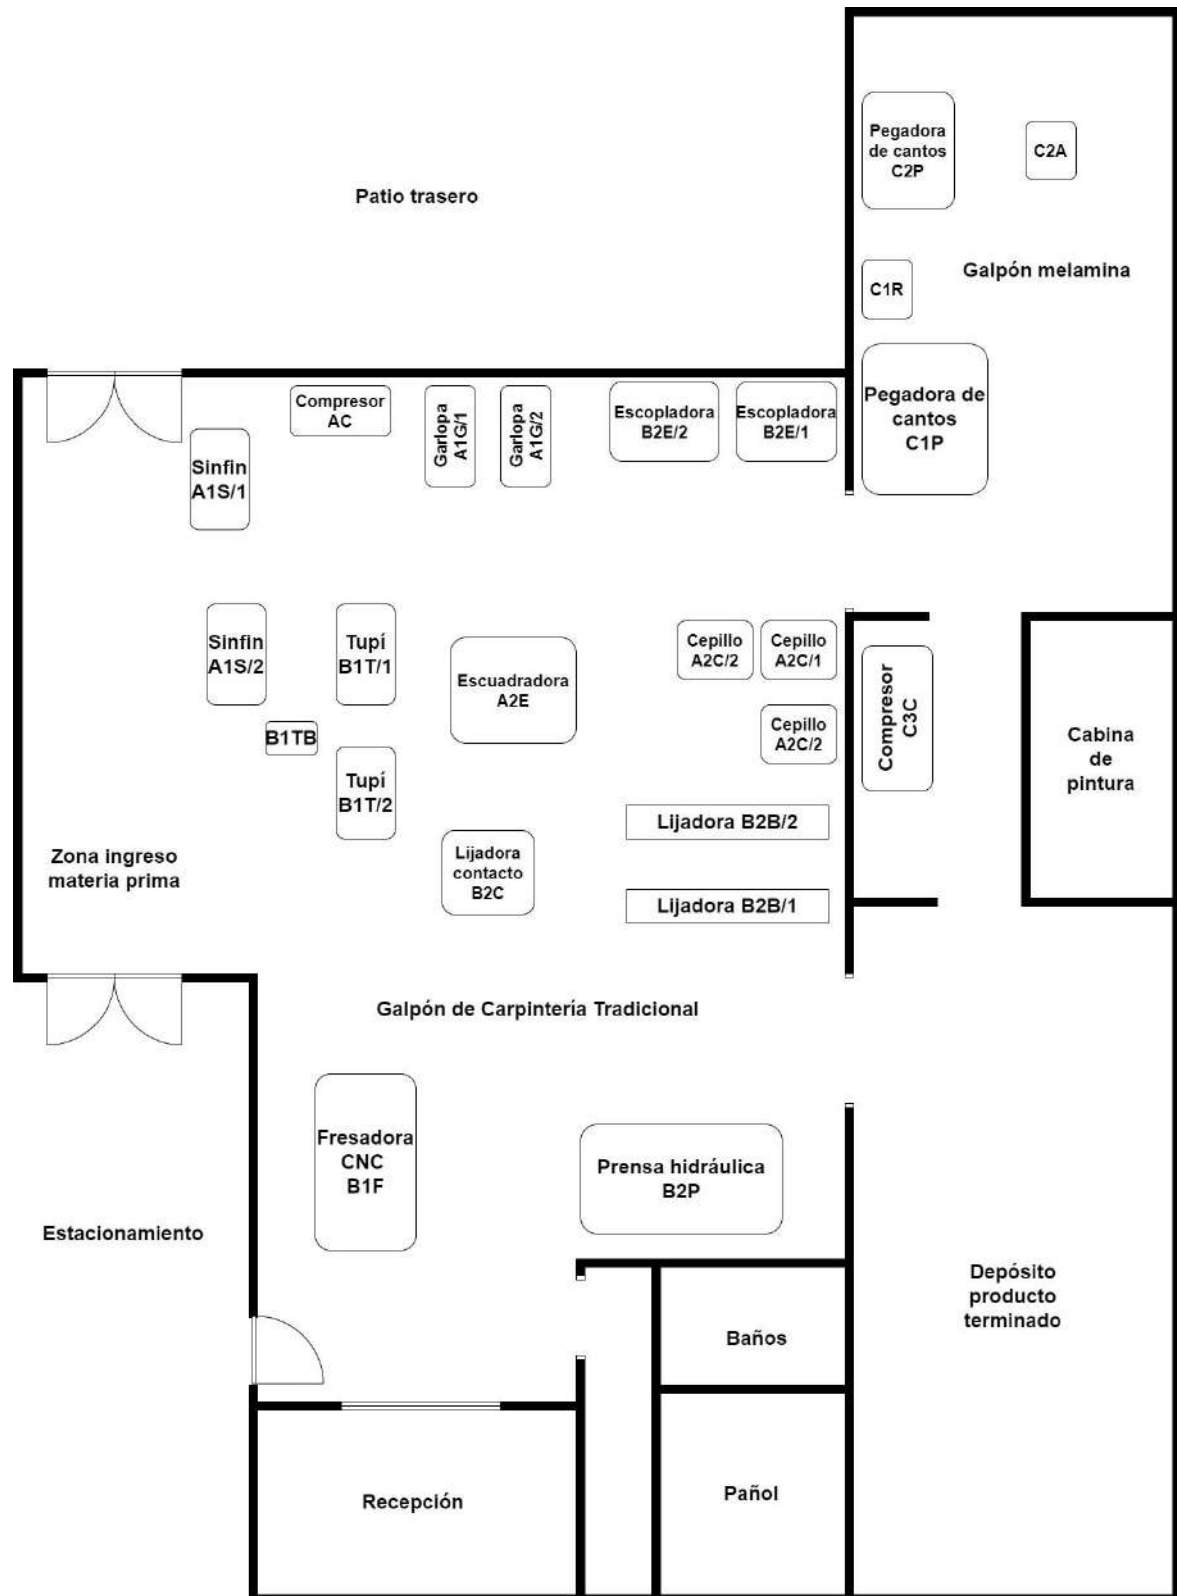 Patio trasero
Pegadora
de cantos
C2P
C2A
Galpón melamina
C1R
Pegadora de
cantos
C1P
Compresor
AC
Garlopa
A1G/1
Garlopa
A1G/2
Escopladora
B2E/2
Escopladora
B2E/1
Sinfin
A1S/1
Sinfin
A1S/2
Tupí
B1T/1
Escuadradora
A2E
Cepillo
A2C/2
Cepillo
A2C/1
Compresor
C3C
B1TB
Cepillo
A2C/2
Cabina
de
pintura
Tupí
B1T/2
Lijadora B2B/2
Zona ingreso
materia prima
Lijadora
contacto
B2C
Lijadora B2B/1
Galpón de Carpintería Tradicional
Fresadora
CNC
B1F
Prensa hidráulica
B2P
Estacionamiento
Depósito
producto
terminado
Baños
Recepción
Pañol